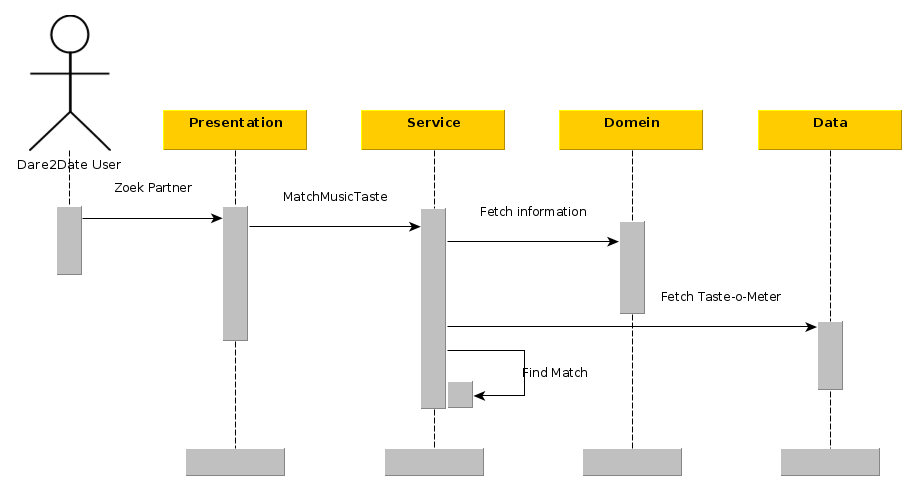 Presentation
Service
Domein
Data
Dare2Date User
Zoek Partner
MatchMusicTaste
Fetch information
Fetch Taste-o-Meter
Find Match